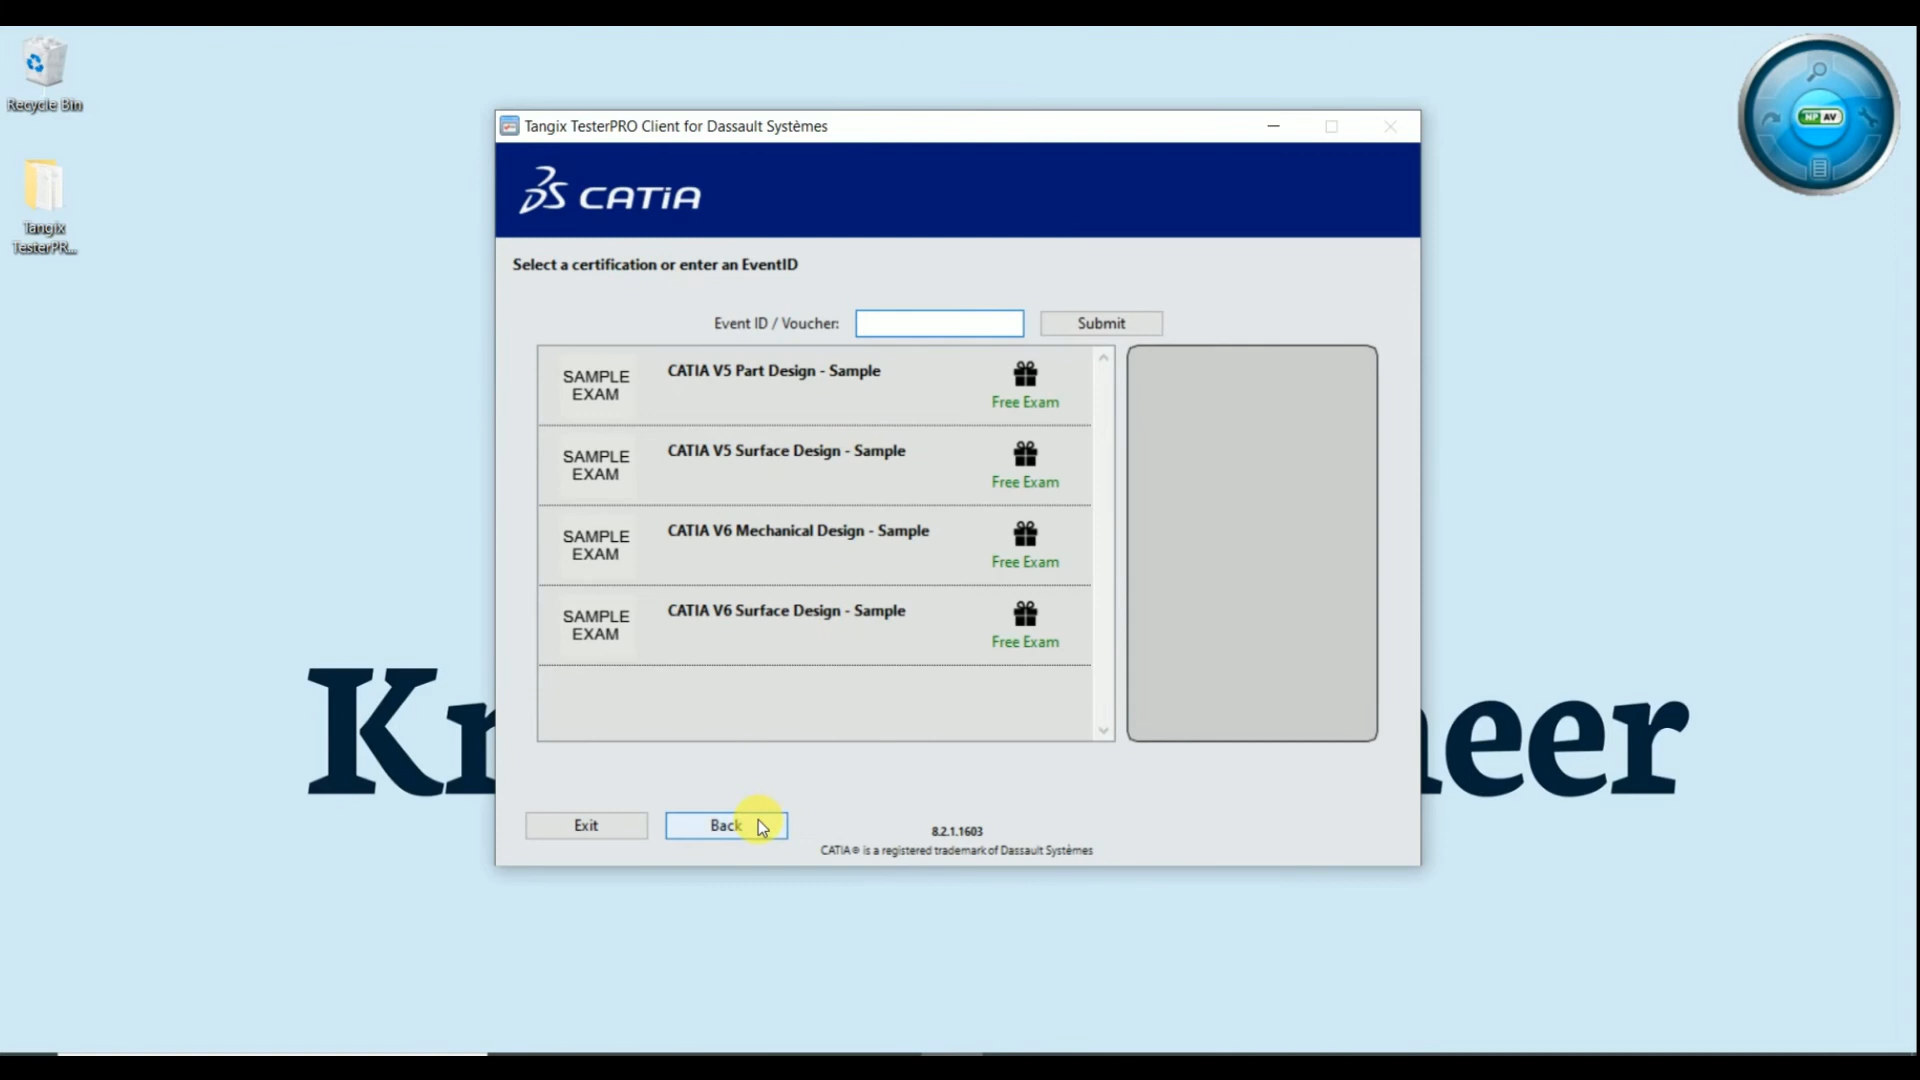 Recycle Bin
Tangix
TesterPR...
NP AV
Tangix TesterPRO Client for Dassault Systèmes
3DS CATIA
Select a certification or enter an EventID
Event ID / Voucher:
Submit
SAMPLE
EXAM
CATIA V5 Part Design - Sample
Free Exam
SAMPLE
EXAM
CATIA V5 Surface Design - Sample
Free Exam
SAMPLE
EXAM
CATIA V6 Mechanical Design - Sample
Free Exam
SAMPLE
EXAM
CATIA V6 Surface Design - Sample
Free Exam
Exit
Back
8.2.1.1603
CATIA® is a registered trademark of Dassault Systèmes